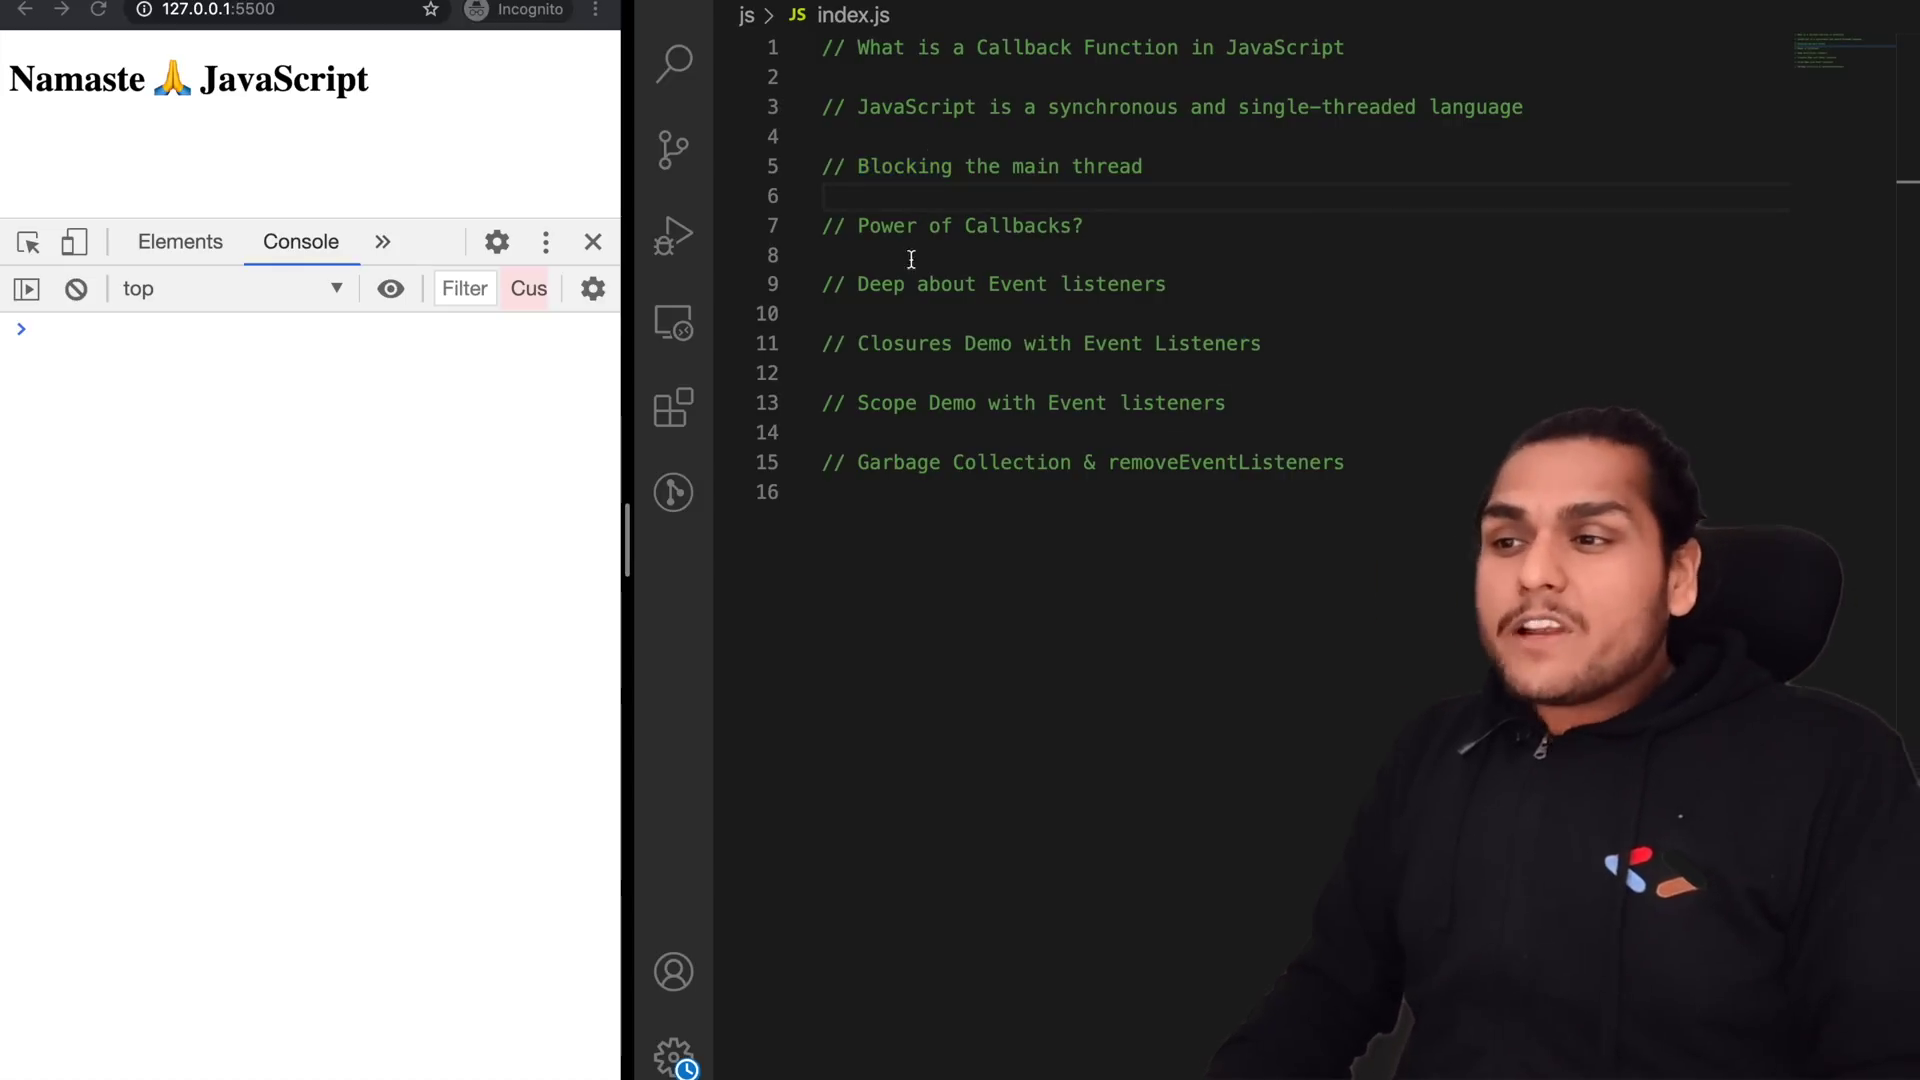 127.0.0.1:5500
Incognito
Namaste 🙏 JavaScript
Elements
Console
top
Filter
Cus
js > JS index.js
1 // What is a Callback Function in JavaScript
2
3 // JavaScript is a synchronous and single-threaded language
4
5 // Blocking the main thread
6
7 // Power of Callbacks?
8
9 // Deep about Event listeners
10
11 // Closures Demo with Event Listeners
12
13 // Scope Demo with Event listeners
14
15 // Garbage Collection & removeEventListeners
16